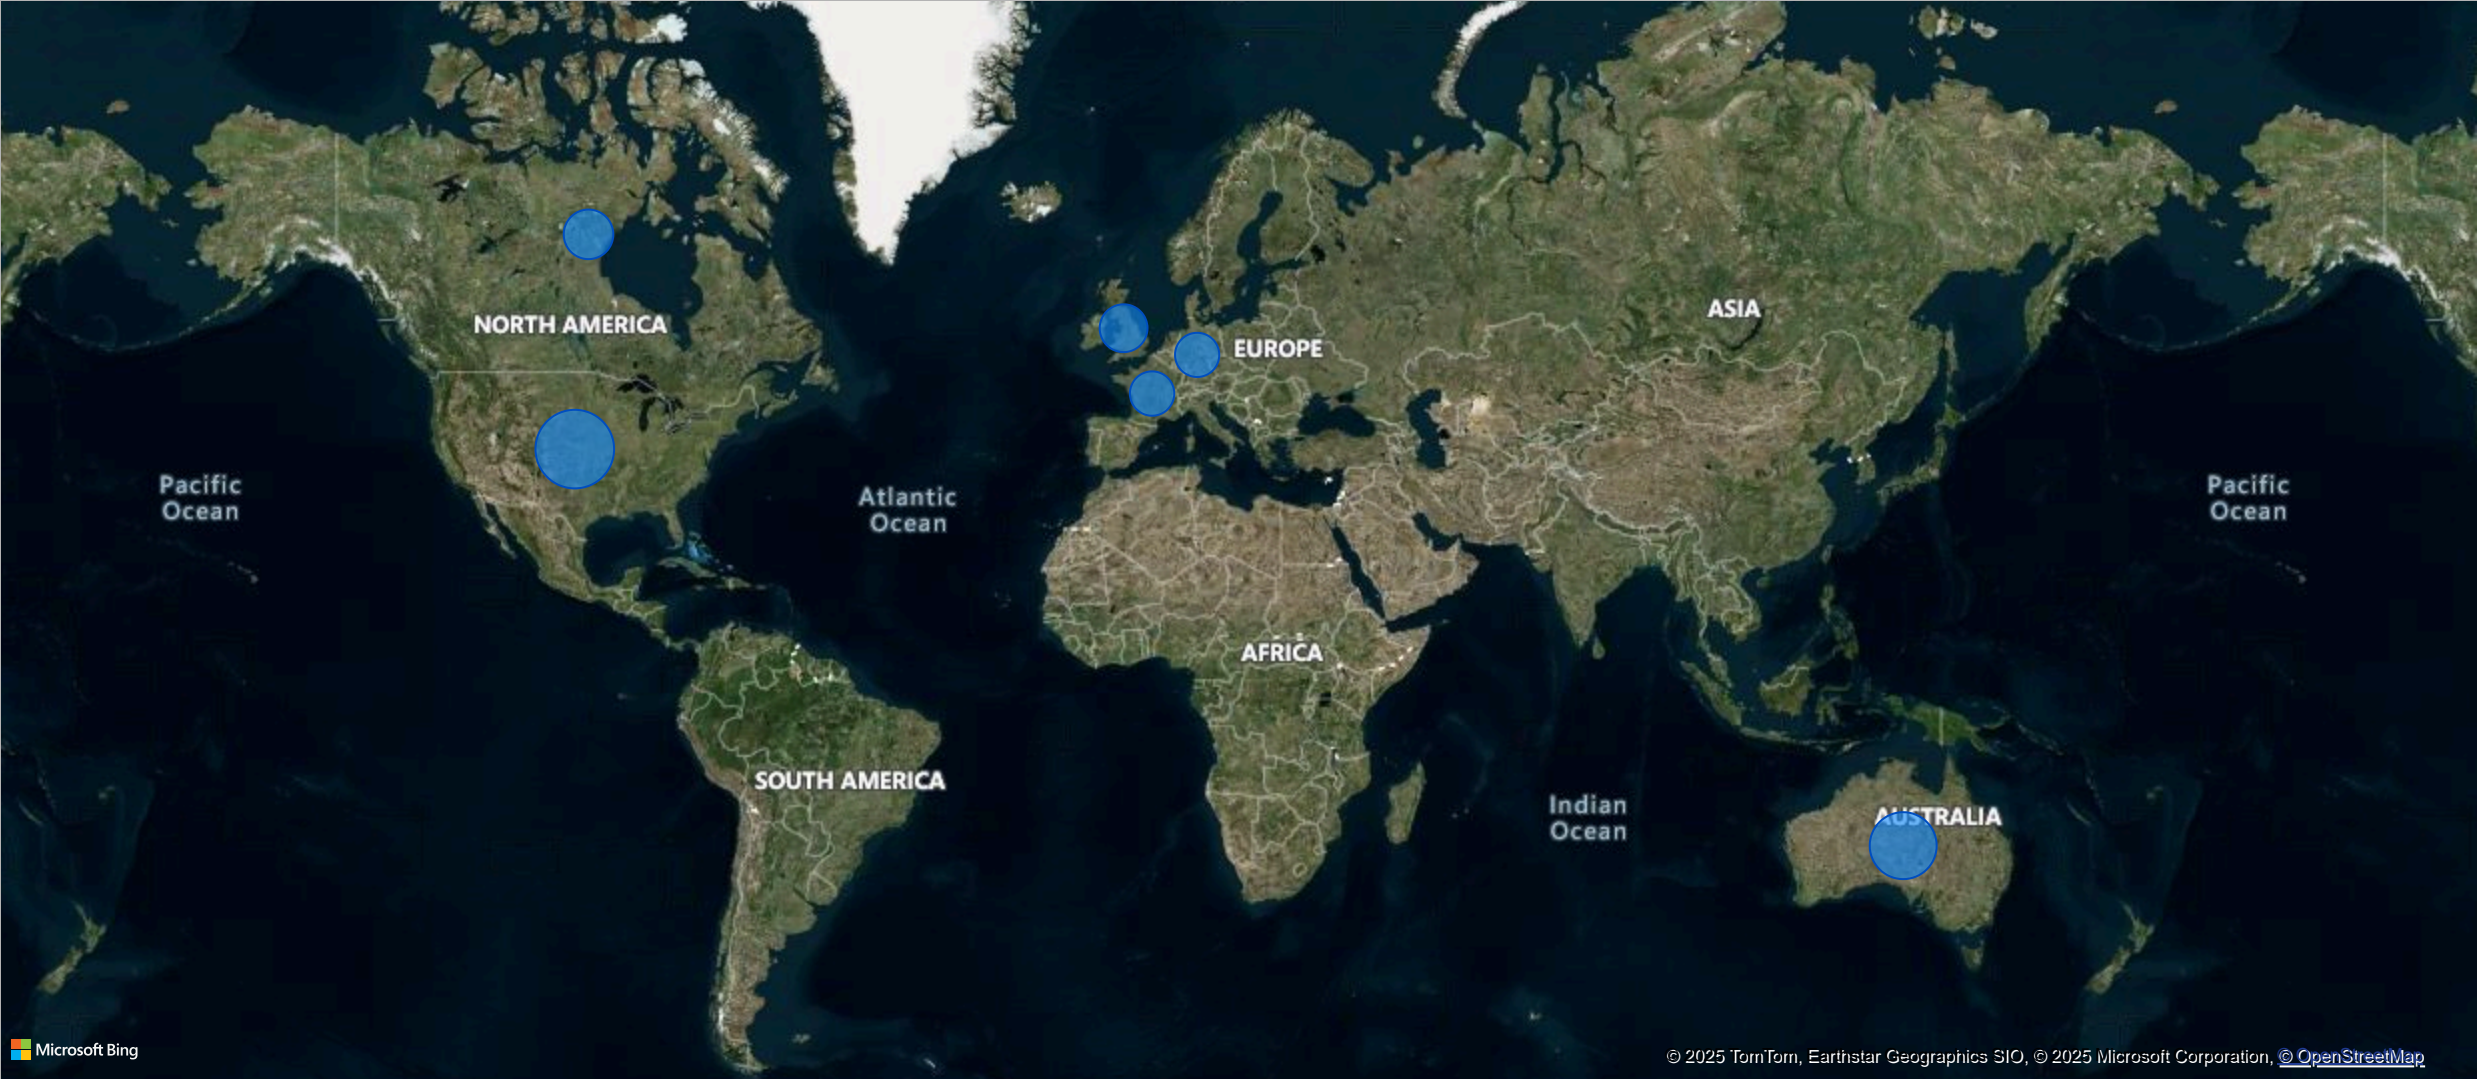 ASIA
NORTH AMERICA
EUROPE
Pacific
Ocean
Atlantic
Ocean
Pacific
Ocean
AFRICA
SOUTH AMERICA
Indian
Ocean
AUSTRALIA
Microsoft Bing
© 2025 TomTom, Earthstar Geographics SIO, © 2025 Microsoft Corporation, © OpenStreetMap